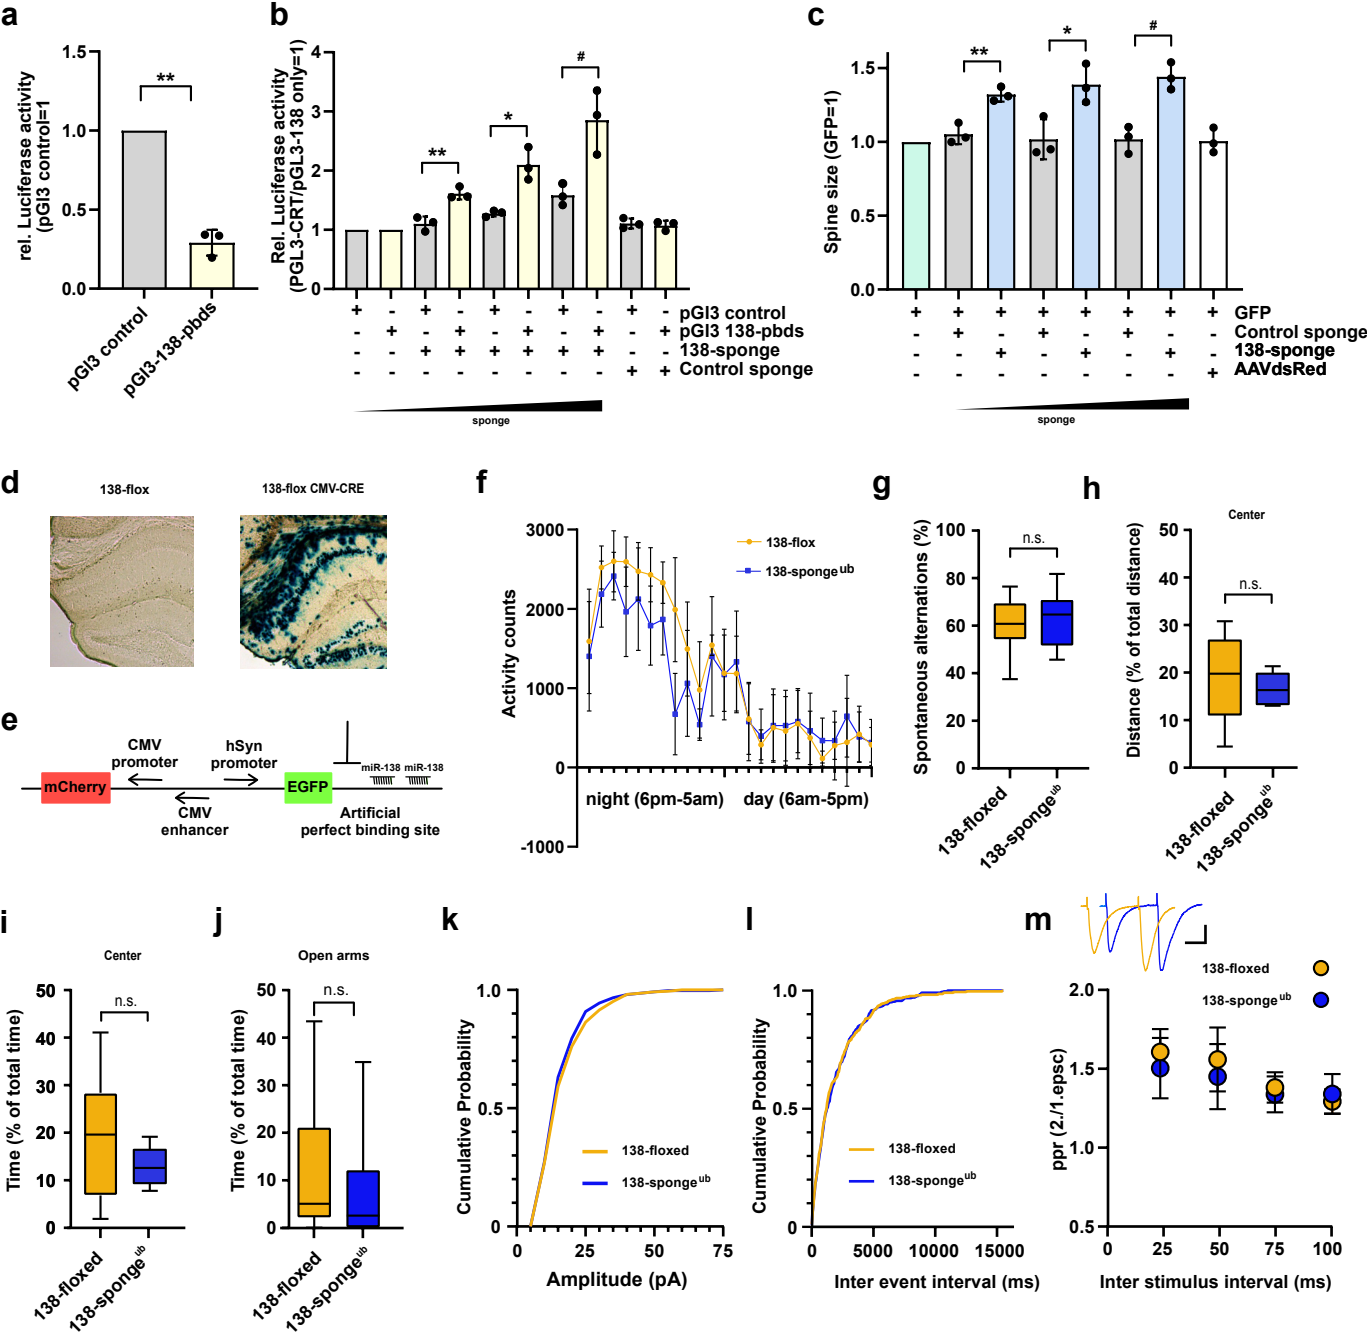 a
rel. Luciferase activity
(pGl3 control=1
1.5
1.0
0.5
0.0
**
pGl3 control
pGl3-138-pbds
b
Rel. Luciferase activity
(PGL3-CRT/pGL3-138 only=1)
4
3
2
1
0
**
*
#
+ - + - + - + - + - pGl3 control
- + - + - + - + - + pGl3 138-pbds
- - + + + + + + - - 138-sponge
- - - - - - - - + + Control sponge
sponge
c
Spine size (GFP=1)
1.5
1.0
0.5
0.0
**
*
#
+ + + + + + + + GFP
- + - + - + - - Control sponge
- - + - + - + - 138-sponge
- - - - - - - + AAVdsRed
sponge
d
138-flox
138-flox CMV-CRE
e
CMV
promoter
hSyn
promoter
mCherry
CMV
enhancer
EGFP
miR-138 miR-138
Artificial
perfect binding site
f
Activity counts
3000
2000
1000
0
-1000
138-flox
138-sponge ub
night (6pm-5am) day (6am-5pm)
g
Spontaneous alternations (%)
100
80
60
40
20
0
n.s.
138-floxed
138-sponge ub
h
Center
Distance (% of total distance)
50
40
30
20
10
0
n.s.
138-floxed
138-sponge ub
i
Center
Time (% of total time)
50
40
30
20
10
0
n.s.
138-floxed
138-sponge ub
j
Open arms
Time (% of total time)
50
40
30
20
10
0
n.s.
138-floxed
138-sponge ub
k
Cumulative Probability
1.0
0.5
0
138-floxed
138-sponge ub
0 25 50 75
Amplitude (pA)
l
Cumulative Probability
1.0
0.5
0
138-floxed
138-sponge ub
0 5000 10000 15000
Inter event interval (ms)
m
138-floxed
138-sponge ub
ppr (2./1.epsc)
2.0
1.5
1.0
0.5
0 25 50 75 100
Inter stimulus interval (ms)